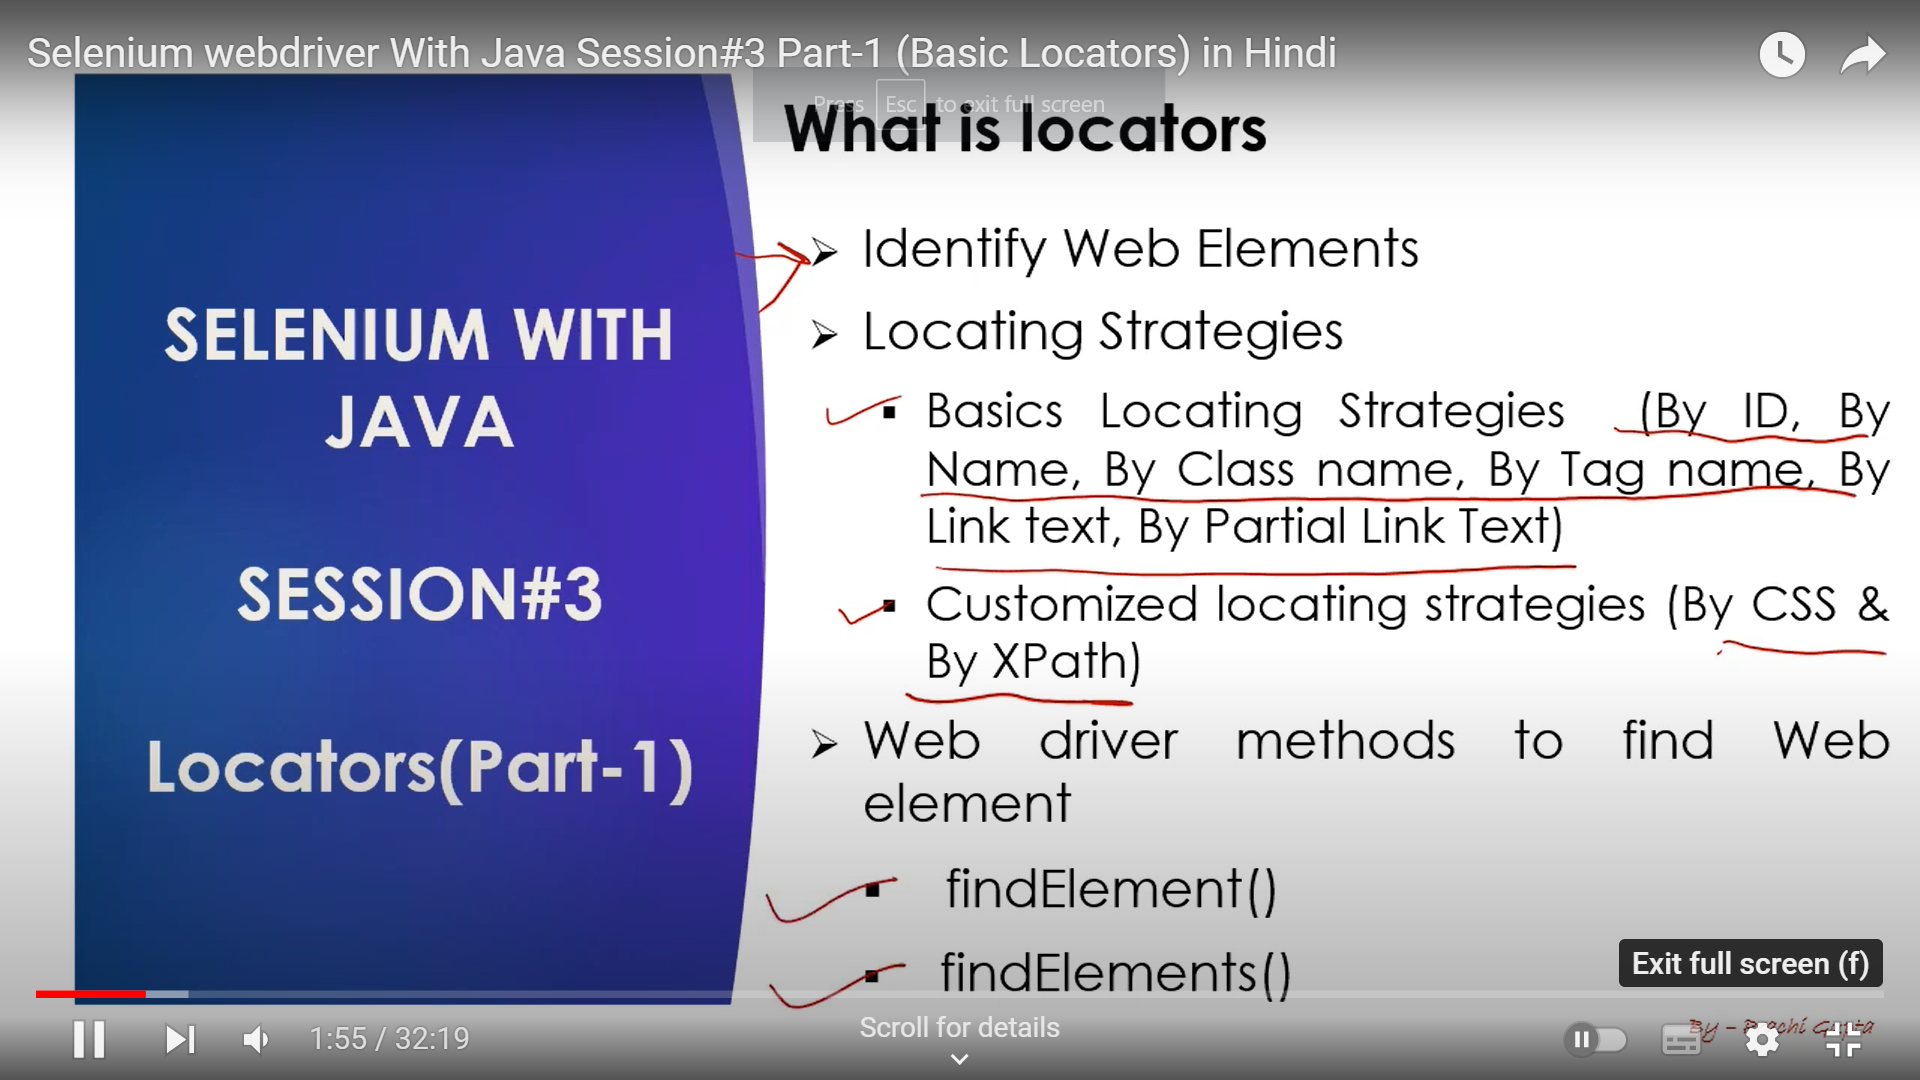 Selenium webdriver With Java Session#3 Part-1 (Basic Locators) in Hindi
Press Esc to exit full screen
What is locators
SELENIUM WITH
JAVA
SESSION#3
Locators(Part-1)
Identify Web Elements
Locating Strategies
Basics Locating Strategies (By ID, By
Name, By Class name, By Tag name, By
Link text, By Partial Link Text)
Customized locating strategies (By CSS &
By XPath)
Web driver methods to find Web
element
findElement()
findElements()
Exit full screen (f)
1:55 / 32:19
Scroll for details
By - Prachi Gupta